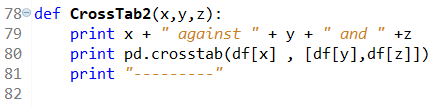 78 def CrossTab2(x,y,z):
79 print x + " against " + y + " and " +z
80 print pd.crosstab(df[x] , [df[y],df[z]])
81 print "---------"
82